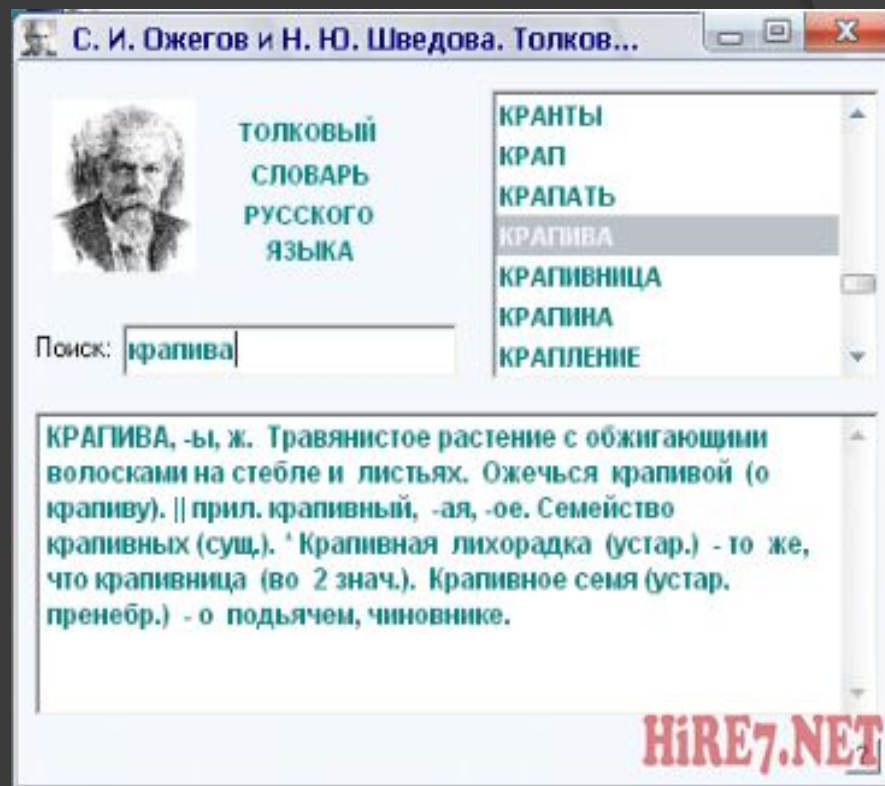 С. И. Ожегов и Н. Ю. Шведова. Толков...
ТОЛКОВЫЙ
СЛОВАРЬ
РУССКОГО
ЯЗЫКА
КРАНТЫ
КРАП
КРАПАТЬ
КРАПИВА
КРАПИВНИЦА
КРАПИНА
КРАПЛЕНИЕ
Поиск: крапива
КРАПИВА, -ы, ж. Травянистое растение с обжигающими
волосками на стебле и листьях. Ожечься крапивой (о
крапиву). || прил. крапивный, -ая, -ое. Семейство
крапивных (сущ.). * Крапивная лихорадка (устар.) - то же,
что крапивница (во 2 знач.). Крапивное семя (устар.
пренебр.) - о подьячем, чиновнике.
HiRE7.NET
?